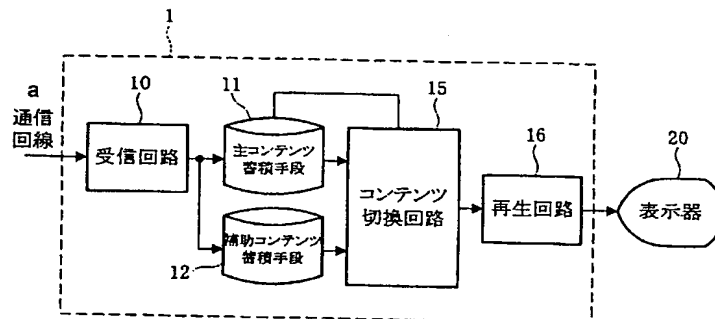 1
a
通信
回線
10
受信回路
11
主コンテンツ
蓄積手段
補助コンテンツ
蓄積手段
12
15
コンテンツ
切換回路
16
再生回路
20
表示器